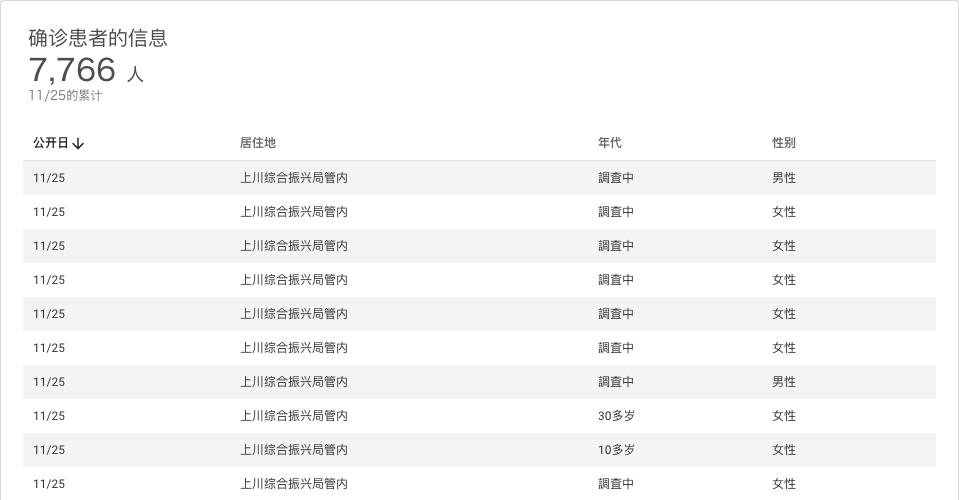 确诊患者的信息
7,766 人
11/25的累计
公开日 居住地 年代 性别
11/25 上川综合振兴局管内 調査中 男性
11/25 上川综合振兴局管内 調査中 女性
11/25 上川综合振兴局管内 調査中 女性
11/25 上川综合振兴局管内 調査中 女性
11/25 上川综合振兴局管内 調査中 女性
11/25 上川综合振兴局管内 調査中 女性
11/25 上川综合振兴局管内 調査中 男性
11/25 上川综合振兴局管内 30多岁 女性
11/25 上川综合振兴局管内 10多岁 女性
11/25 上川综合振兴局管内 調査中 女性